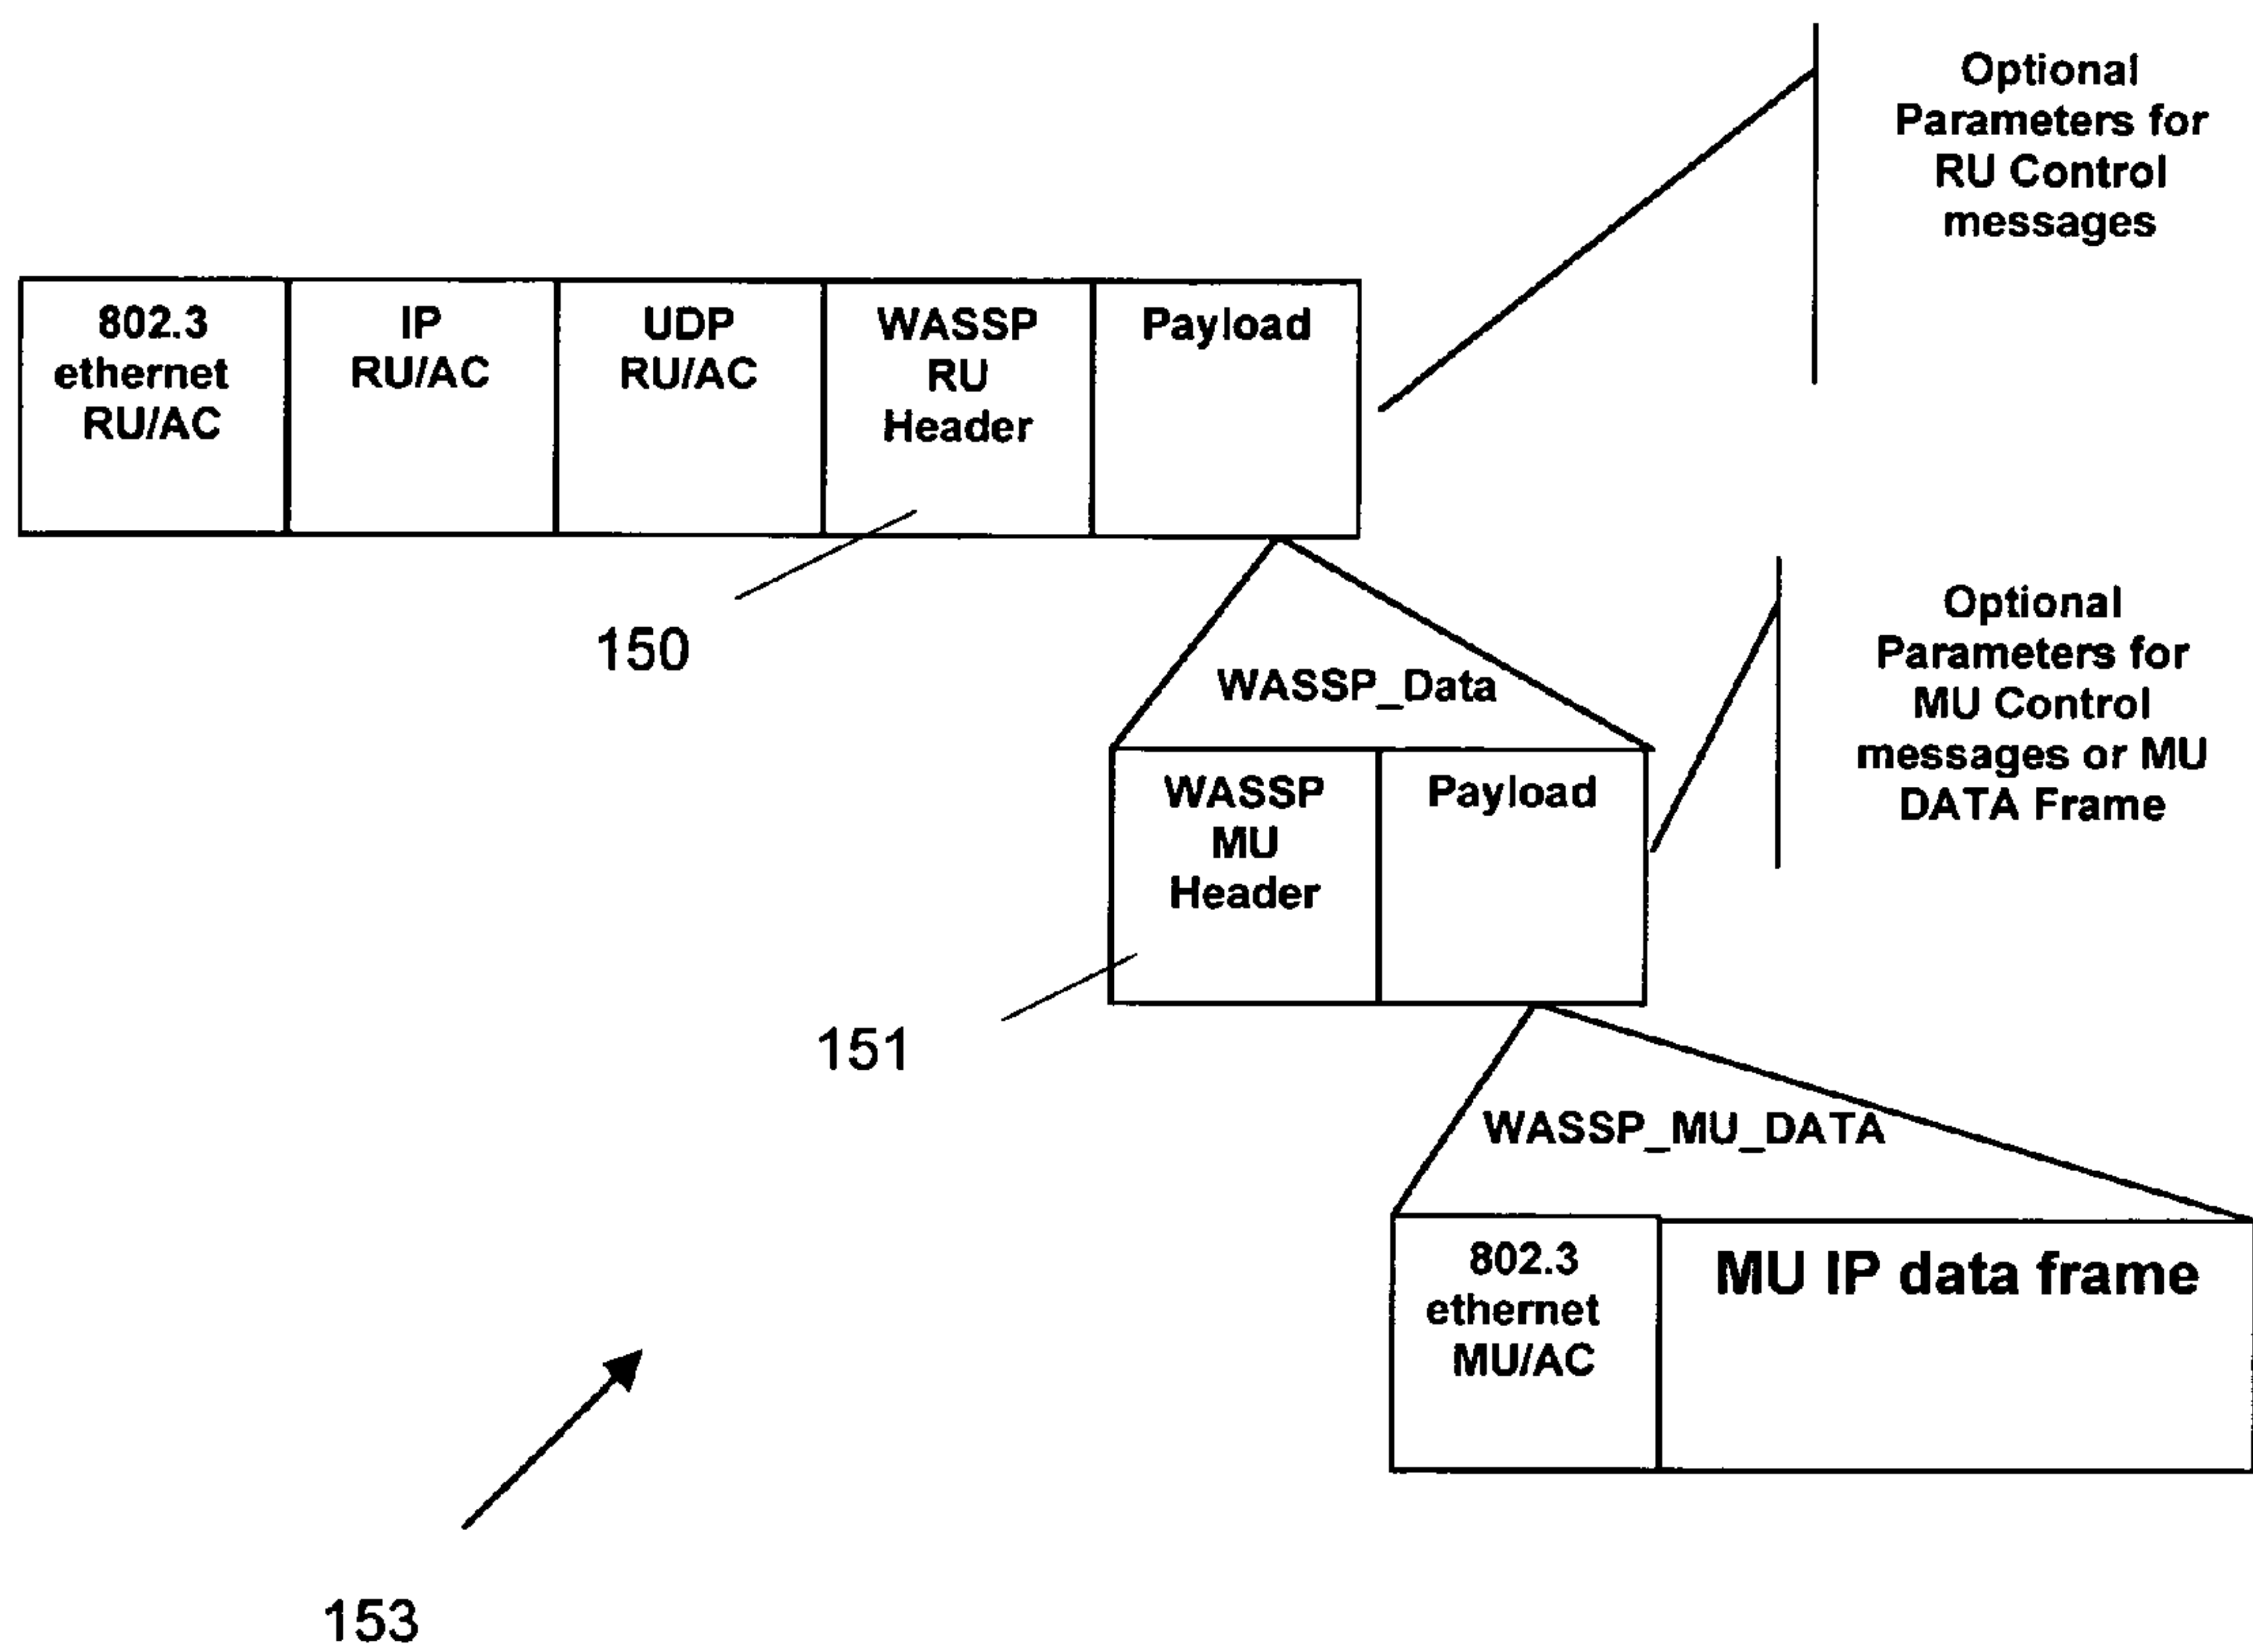 Optional
Parameters for
RU Control
messages
802.3
ethernet
RU/AC
IP
RU/AC
UDP
RU/AC
WASSP
RU
Header
Payload
150
WASSP_Data
Optional
Parameters for
MU Control
messages or MU
DATA Frame
WASSP
MU
Header
Payload
151
WASSP_MU_DATA
802.3
ethernet
MU/AC
MU IP data frame
153